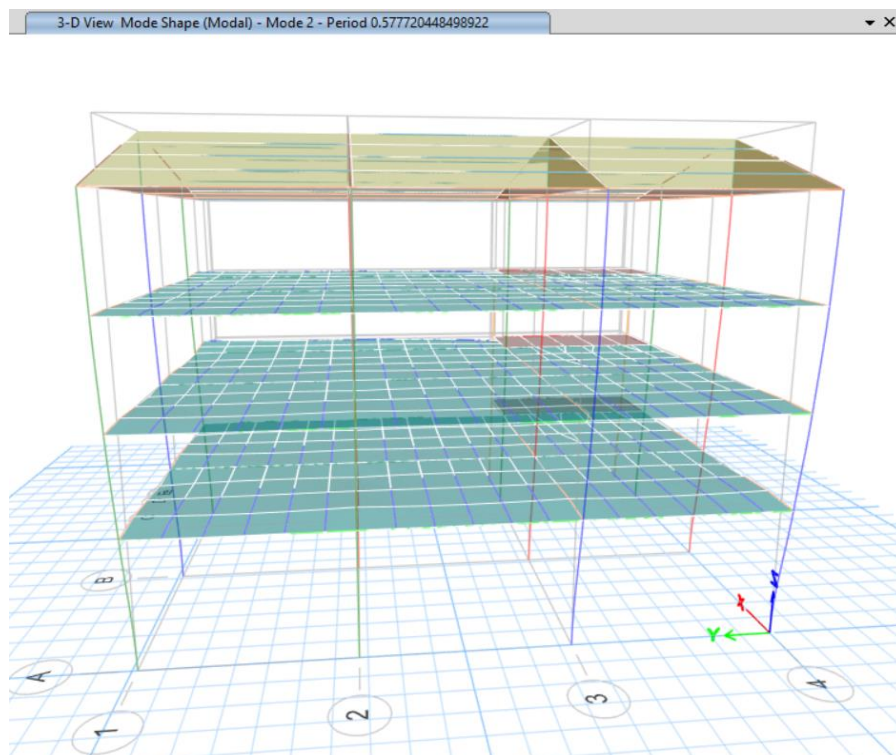 3-D View Mode Shape (Modal) - Mode 2 - Period 0.577720448498922
B
A
1
2
3
4
X
Y
Z